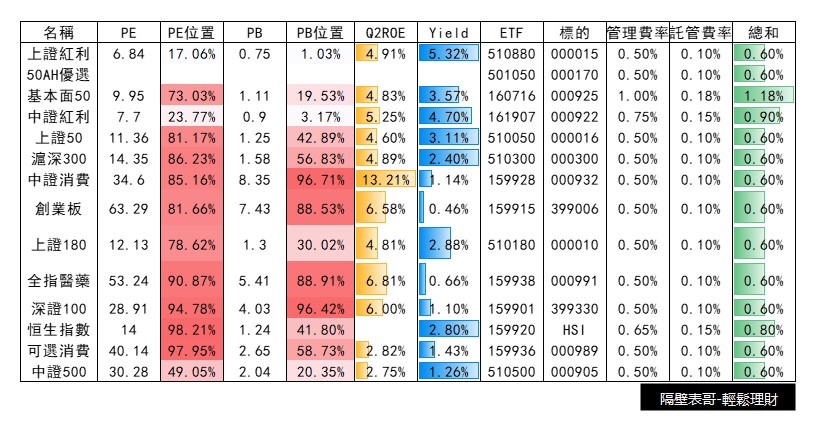 名稱 PE PE位置 PB PB位置 Q2ROE Yield ETF 標的 管理費率 託管費率 總和
上證紅利 6.84 17.06% 0.75 1.03% 4.91% 5.32% 510880 000015 0.50% 0.10% 0.60%
50AH優選 501050 000170 0.50% 0.10% 0.60%
基本面50 9.95 73.03% 1.11 19.53% 4.83% 3.57% 160716 000925 1.00% 0.18% 1.18%
中證紅利 7.7 23.77% 0.9 3.17% 5.25% 4.70% 161907 000922 0.75% 0.15% 0.90%
上證50 11.36 81.17% 1.25 42.89% 4.60% 3.11% 510050 000016 0.50% 0.10% 0.60%
滬深300 14.35 86.23% 1.58 56.83% 4.89% 2.40% 510300 000300 0.50% 0.10% 0.60%
中證消費 34.6 85.16% 8.35 96.71% 13.21% 1.14% 159928 000932 0.50% 0.10% 0.60%
創業板 63.29 81.66% 7.43 88.53% 6.58% 0.46% 159915 399006 0.50% 0.10% 0.60%
上證180 12.13 78.62% 1.3 30.02% 4.81% 2.88% 510180 000010 0.50% 0.10% 0.60%
全指醫藥 53.24 90.87% 5.41 88.91% 6.81% 0.66% 159938 000991 0.50% 0.10% 0.60%
深證100 28.91 94.78% 4.03 96.42% 6.00% 1.10% 159901 399330 0.50% 0.10% 0.60%
恒生指數 14 98.21% 1.24 41.80% 2.80% 159920 HSI 0.65% 0.15% 0.80%
可選消費 40.14 97.95% 2.65 58.73% 2.82% 1.43% 159936 000989 0.50% 0.10% 0.60%
中證500 30.28 49.05% 2.04 20.35% 2.75% 1.26% 510500 000905 0.50% 0.10% 0.60%
隔壁表哥-輕鬆理財